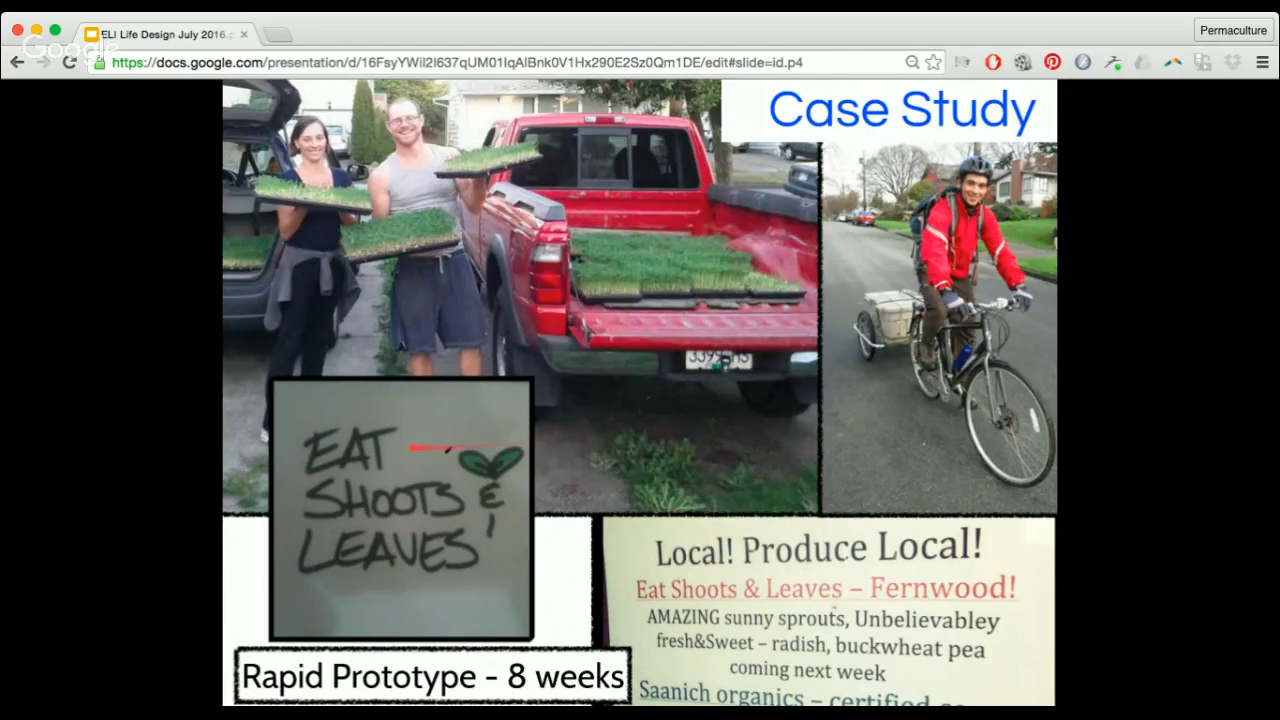 ELI Life Design July 2016.p
Permaculture
Google
https://docs.google.com/presentation/d/16FsyYWil2I637qUM01IqAIBnk0V1Hx290E2Sz0Qm1DE/edit#slide=id.p4
Case Study
EAT
SHOOTS &
LEAVES
Rapid Prototype - 8 weeks
Local! Produce Local!
Eat Shoots & Leaves – Fernwood!
AMAZING sunny sprouts, Unbelievabley
fresh&Sweet – radish, buckwheat pea
coming next week
Saanich organics – certified